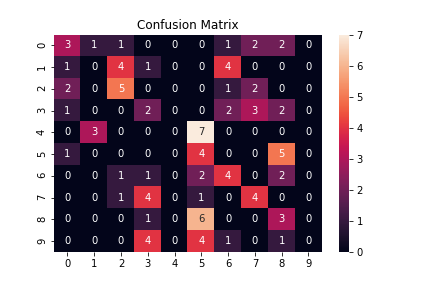 Confusion Matrix
0 3 1 1 0 0 0 1 2 2 0
1 1 0 4 1 0 0 4 0 0 0
2 2 0 5 0 0 0 1 2 0 0
3 1 0 0 2 0 0 2 3 2 0
4 0 3 0 0 0 7 0 0 0 0
5 1 0 0 0 0 4 0 0 5 0
6 0 0 1 1 0 2 4 0 2 0
7 0 0 1 4 0 1 0 4 0 0
8 0 0 0 1 0 6 0 0 3 0
9 0 0 0 4 0 4 1 0 1 0
0 1 2 3 4 5 6 7 8 9
7
6
5
4
3
2
1
0